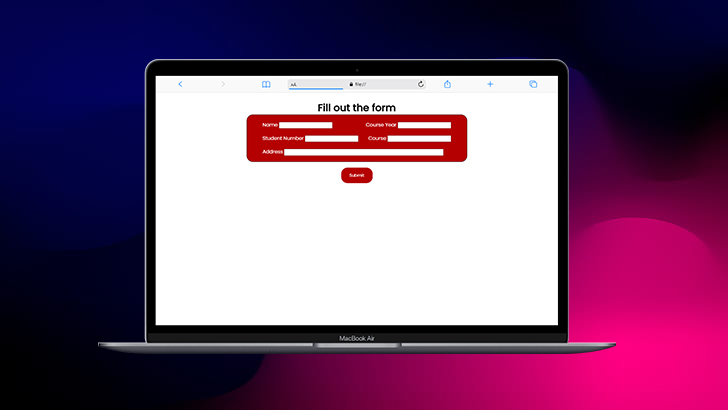 AA file://
Fill out the form
Name Course Year
Student Number Course
Address
Submit
MacBook Air